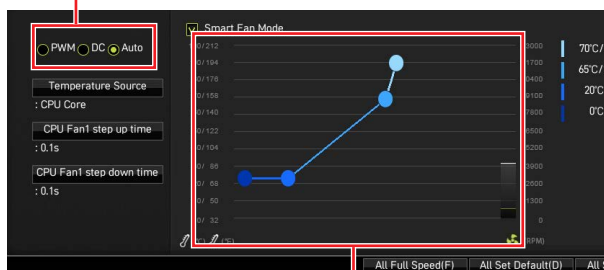 Smart Fan Mode
PWM DC Auto
Temperature Source
: CPU Core
CPU Fan1 step up time
: 0.1s
CPU Fan1 step down time
: 0.1s
0/212
0/194
0/176
0/158
0/140
0/122
0/104
0/ 86
0/ 68
0/ 50
0/ 32
(℃) (℉)
3000
1700
0400
9100
7800
6500
5200
3900
2600
1300
0
(RPM)
70℃/
65℃/
20℃
0℃
All Full Speed(F) All Set Default(D) All S